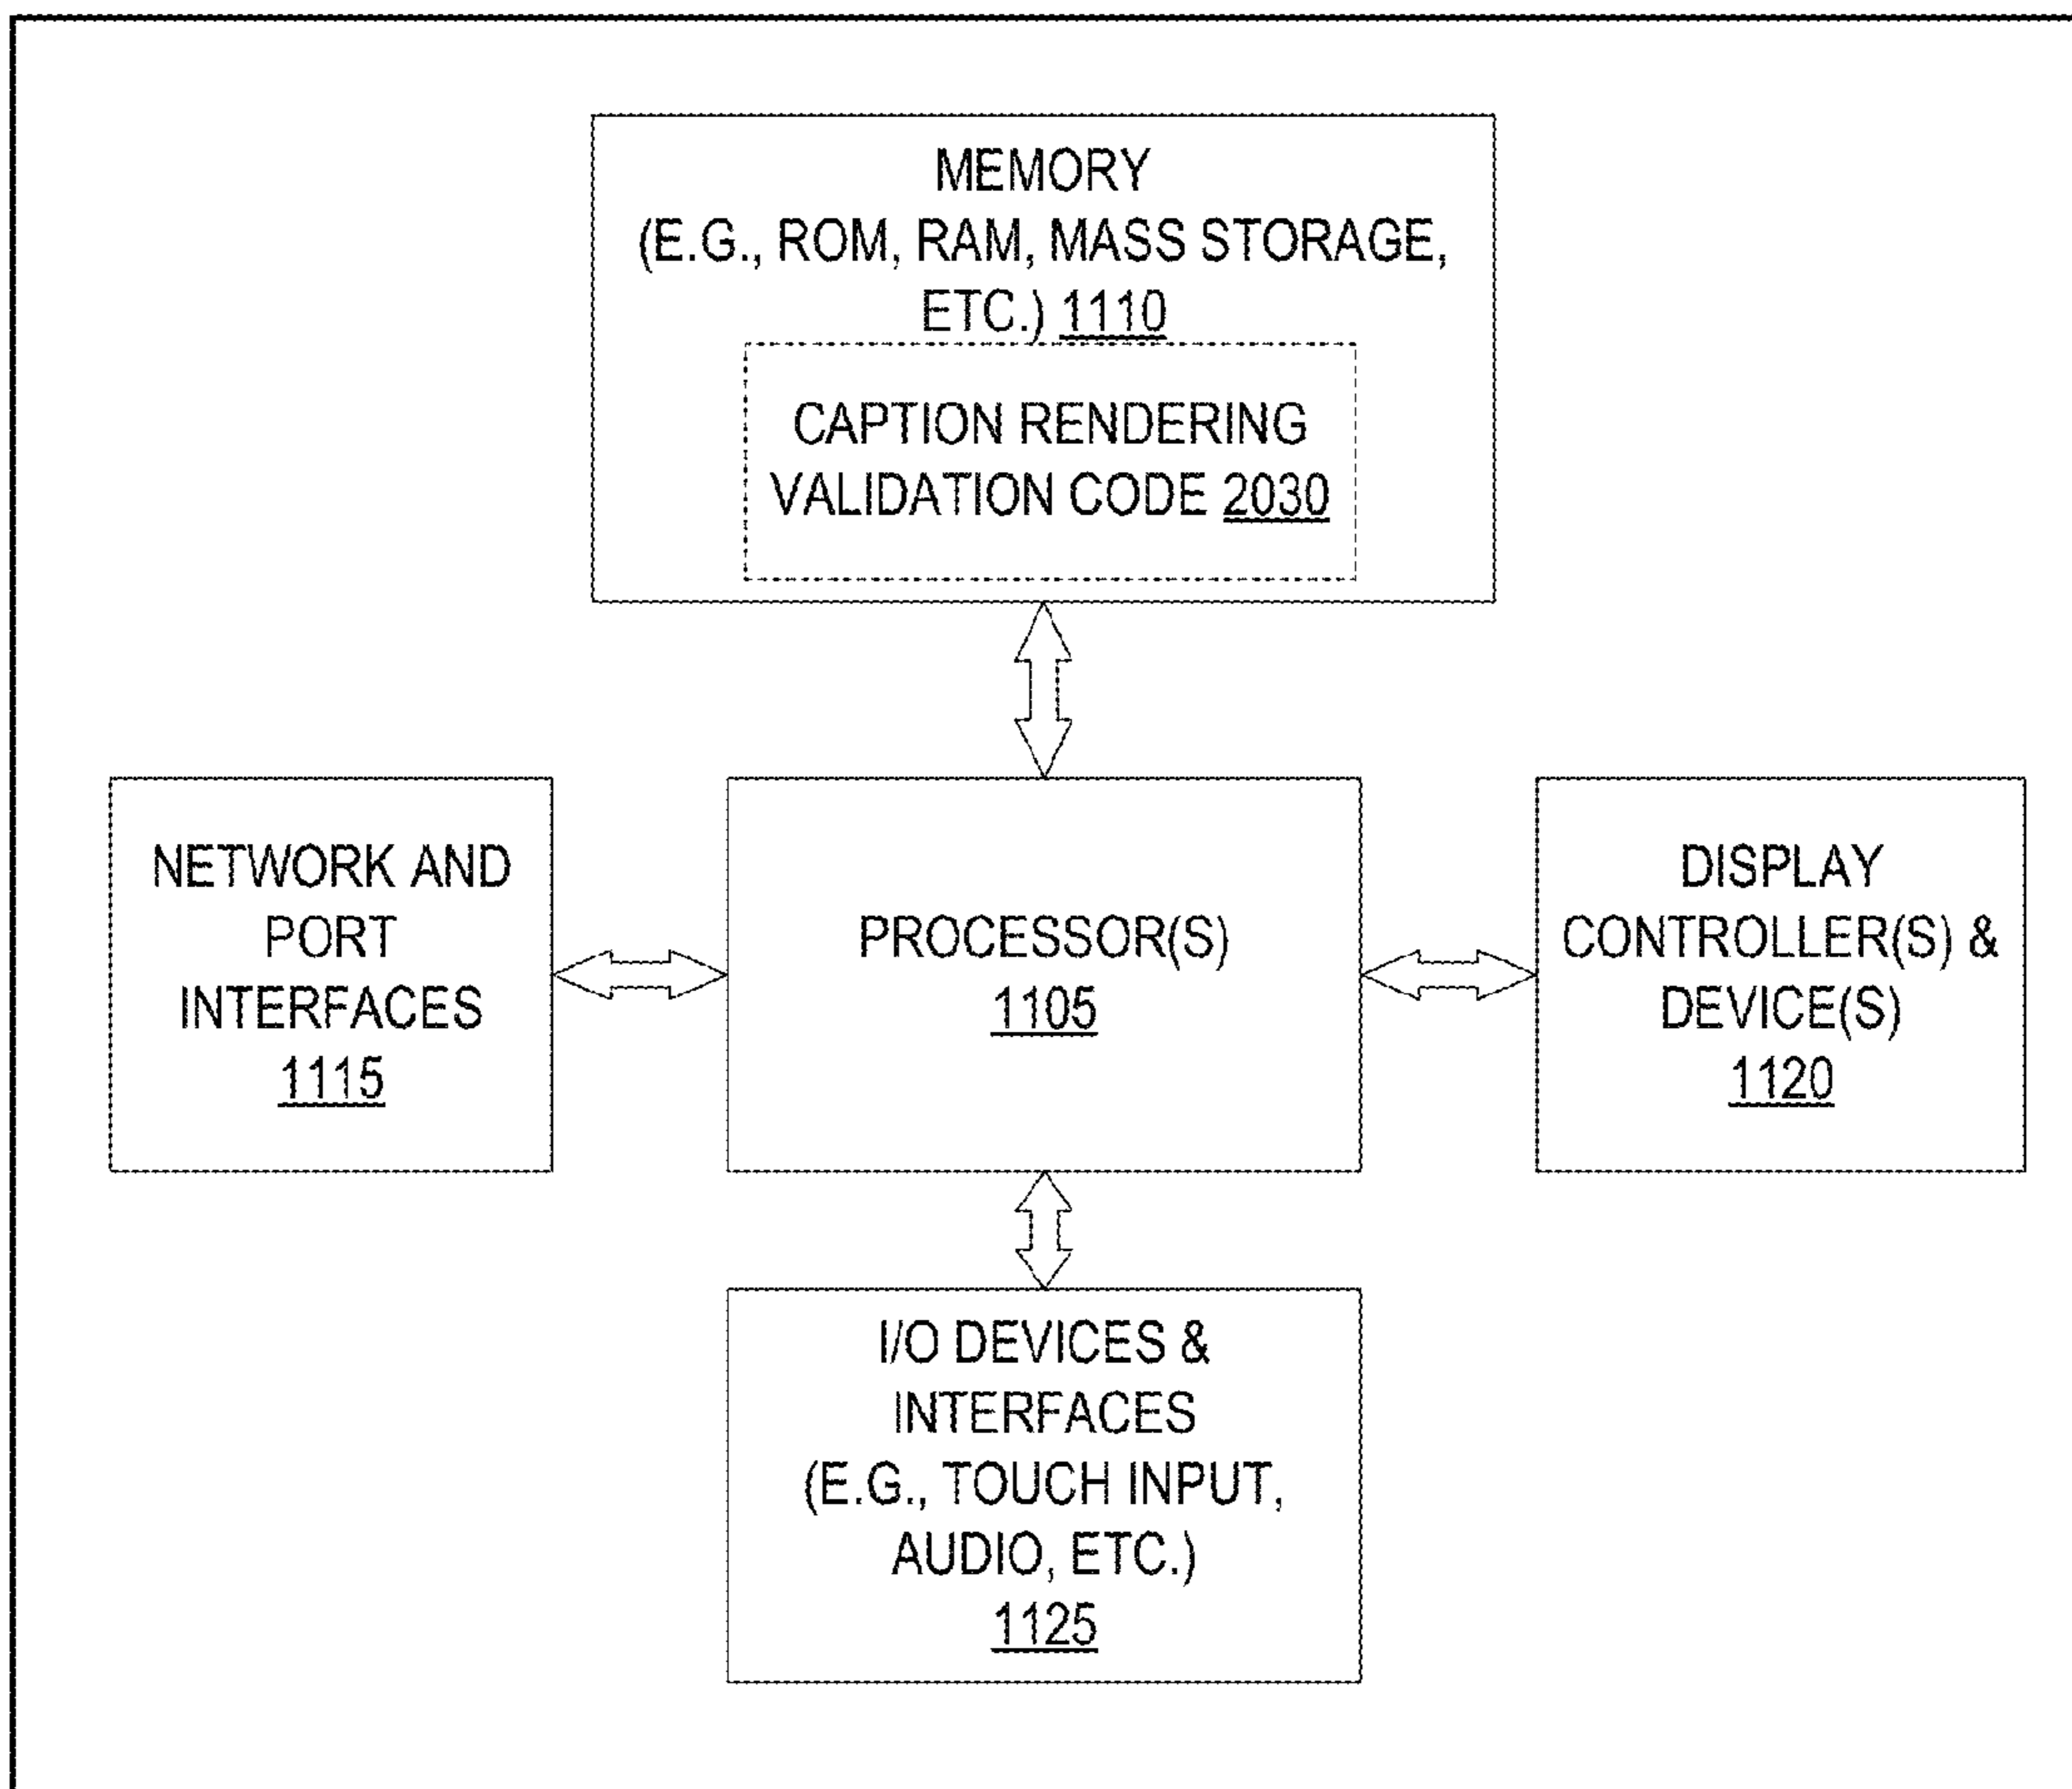 MEMORY
(E.G., ROM, RAM, MASS STORAGE,
ETC.) 1110
CAPTION RENDERING
VALIDATION CODE 2030
NETWORK AND
PORT
INTERFACES
1115
PROCESSOR(S)
1105
DISPLAY
CONTROLLER(S) &
DEVICE(S)
1120
I/O DEVICES &
INTERFACES
(E.G., TOUCH INPUT,
AUDIO, ETC.)
1125